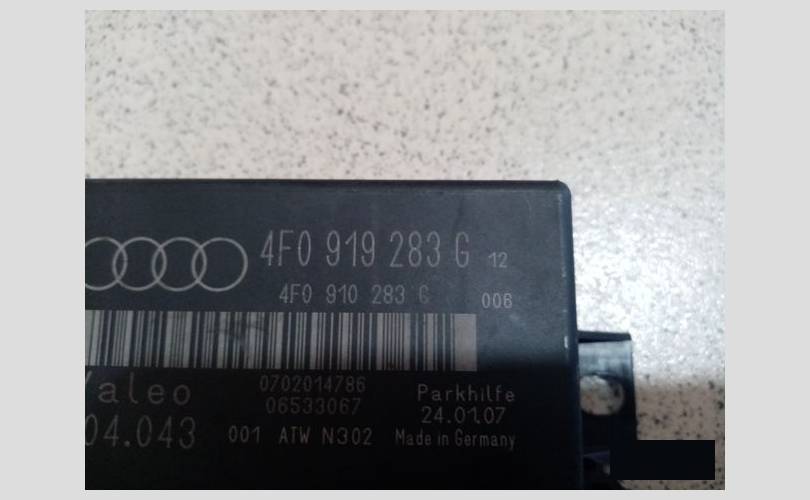 4F0 919 283 G 12
4F0 910 283 G 006
Valeo 0702014786 Parkhilfe
06533067 24.01.07
04.043 001 ATW N302 Made in Germany